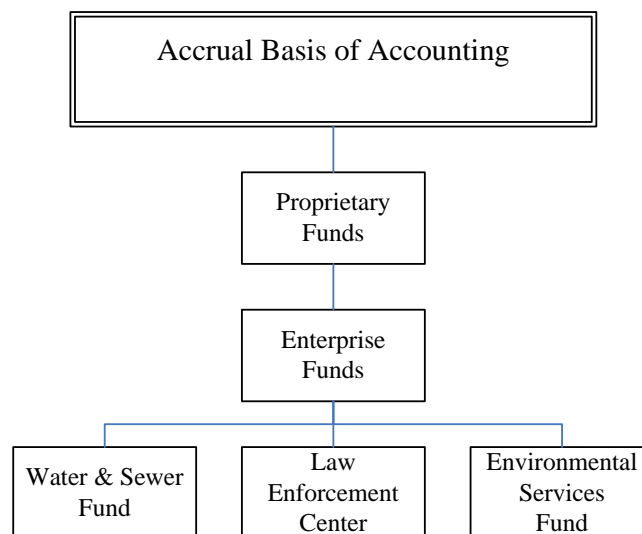 Accrual Basis of Accounting
Proprietary
Funds
Enterprise
Funds
Water & Sewer
Fund
Law
Enforcement
Center
Environmental
Services
Fund